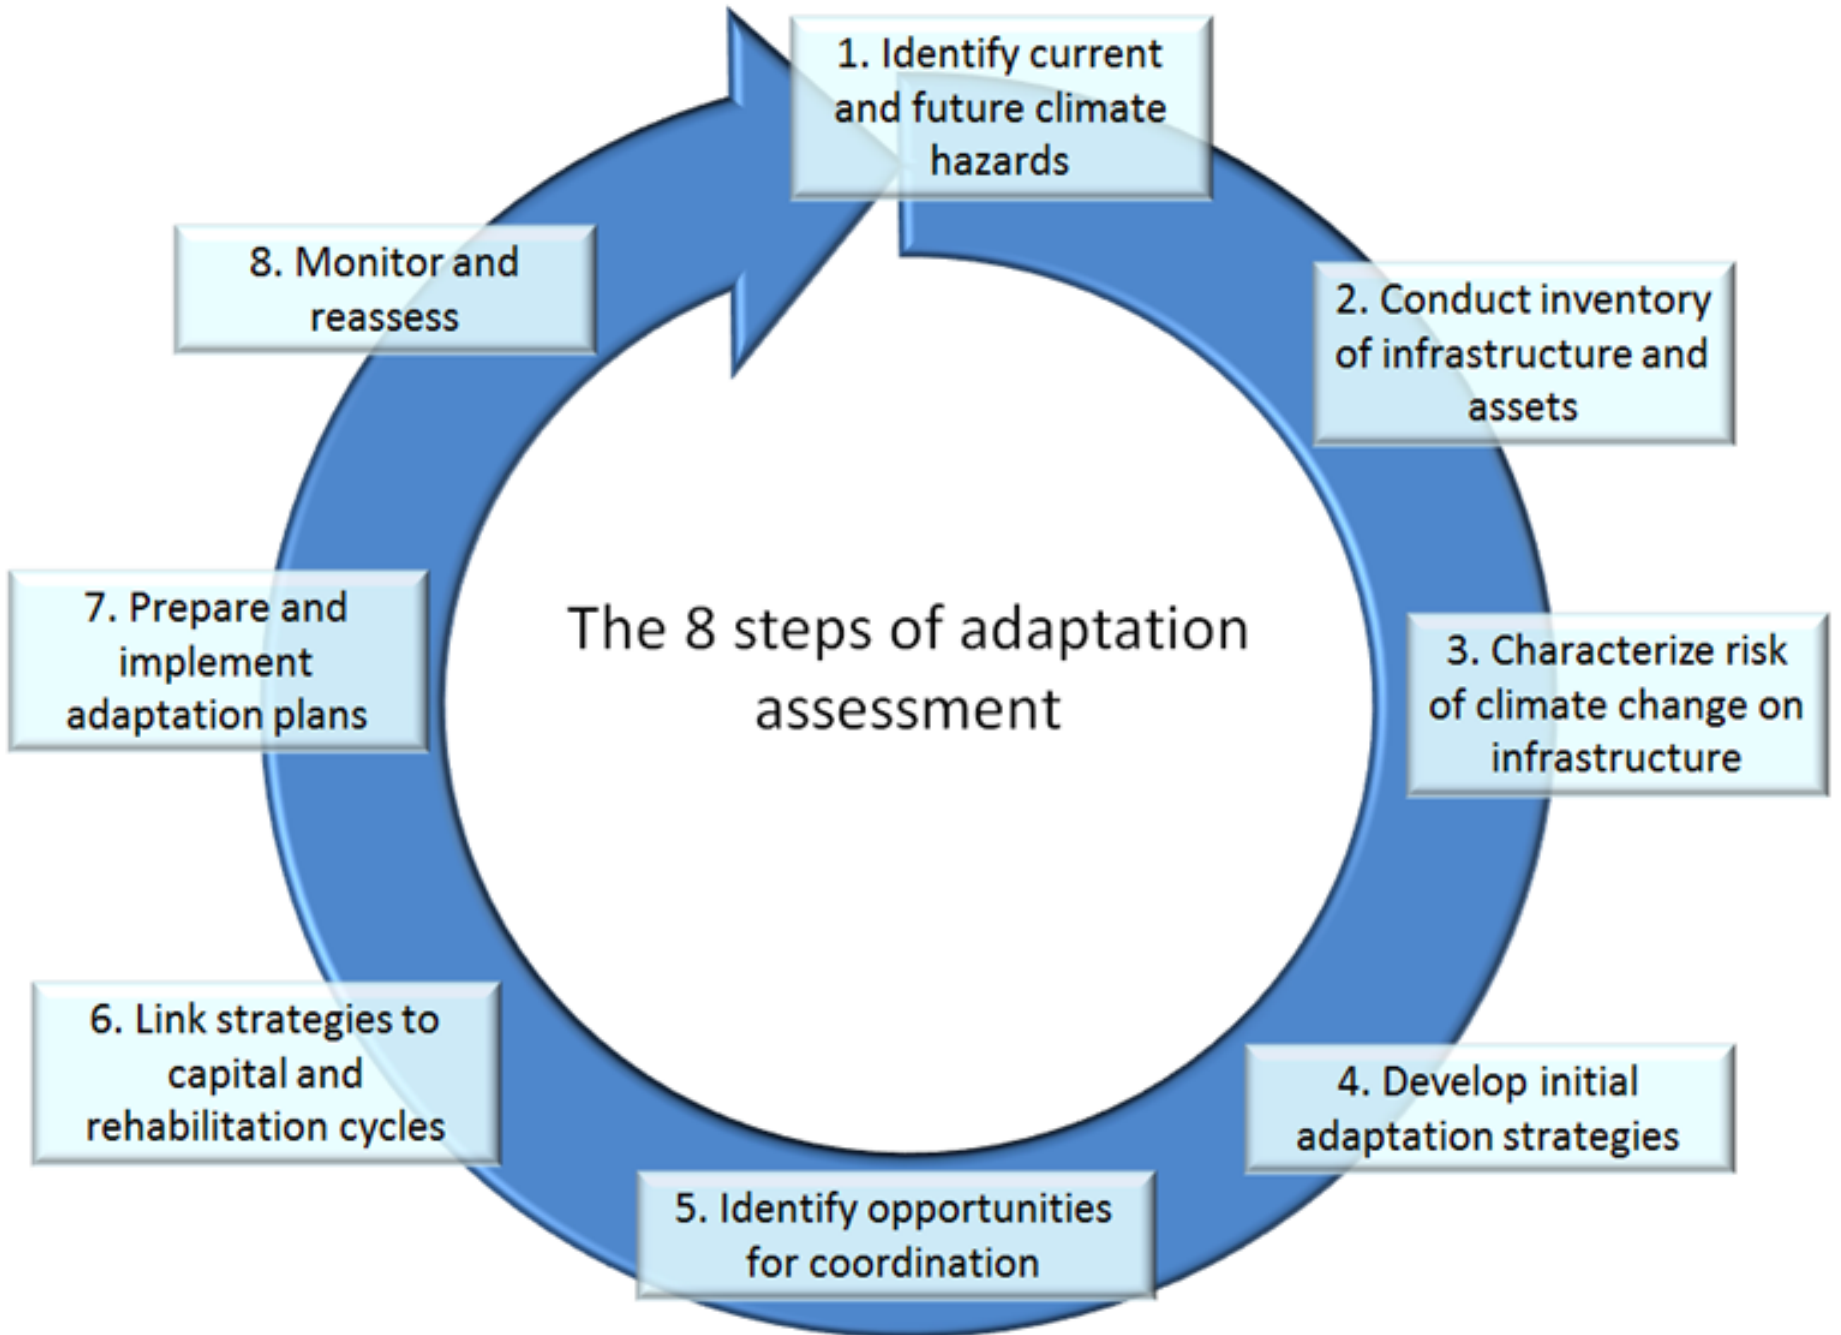 1. Identify current
and future climate
hazards
2. Conduct inventory
of infrastructure and
assets
3. Characterize risk
of climate change on
infrastructure
4. Develop initial
adaptation strategies
5. Identify opportunities
for coordination
6. Link strategies to
capital and
rehabilitation cycles
7. Prepare and
implement
adaptation plans
8. Monitor and
reassess
The 8 steps of adaptation
assessment